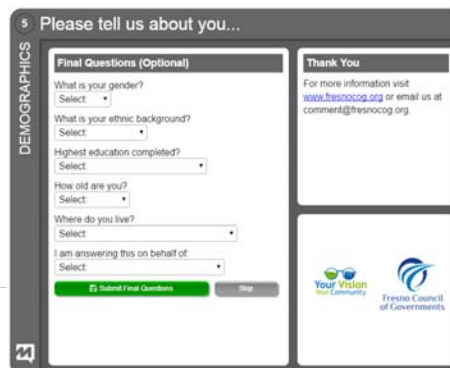 5 Please tell us about you...
DEMOGRAPHICS
Final Questions (Optional)
What is your gender?
Select
What is your ethnic background?
Select
Highest education completed?
Select
How old are you?
Select
Where do you live?
Select
I am answering this on behalf of:
Select
Submit Final Questions
Skip
Thank You
For more information visit
www.fresnocog.org or email us at
comment@fresnocog.org.
Your Vision
Your Community
Fresno Council
of Governments